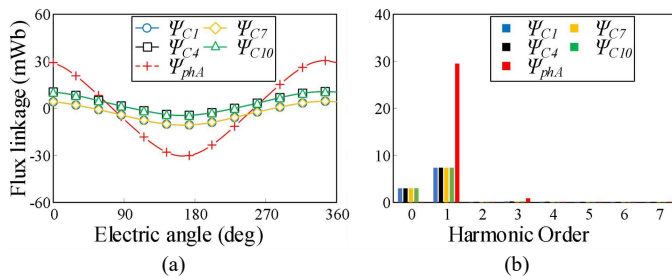 60
30
0
-30
-60
Flux linkage (mWb)
Ψ_C1 Ψ_C7
Ψ_C4 Ψ_C10
Ψ_phA
0 90 180 270 360
Electric angle (deg)
(a)
40
30
20
10
0
Ψ_C1 Ψ_C7
Ψ_C4 Ψ_C10
Ψ_phA
0 1 2 3 4 5 6 7
Harmonic Order
(b)